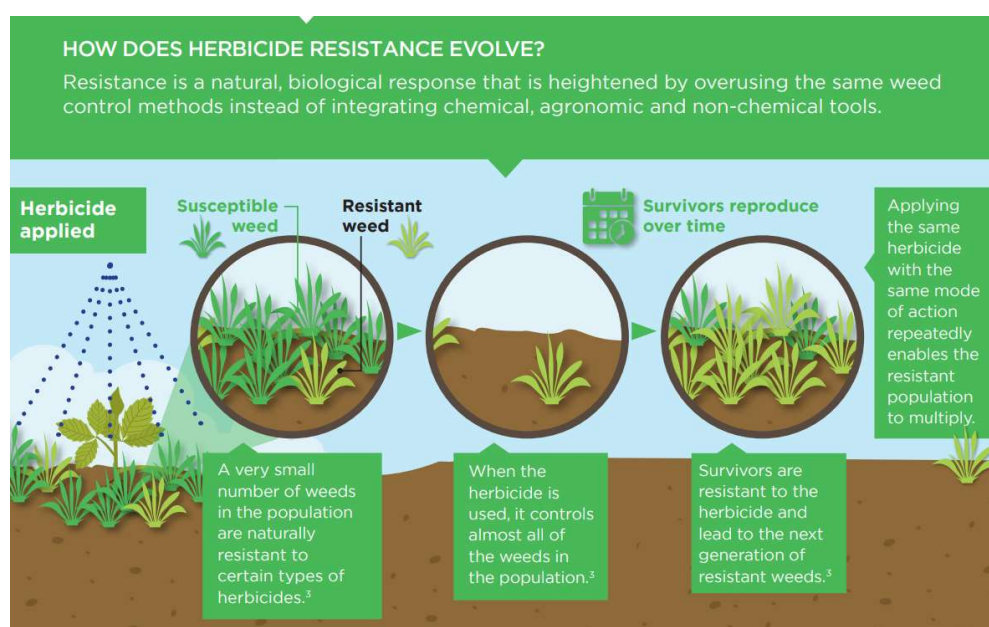 HOW DOES HERBICIDE RESISTANCE EVOLVE?
Resistance is a natural, biological response that is heightened by overusing the same weed
control methods instead of integrating chemical, agronomic and non-chemical tools.
Herbicide
applied
Susceptible
weed
Resistant
weed
Survivors reproduce
over time
Applying
the same
herbicide
with the
same mode
of action
repeatedly
enables the
resistant
population
to multiply.
A very small
number of weeds
in the population
are naturally
resistant to
certain types of
herbicides.³
When the
herbicide is
used, it controls
almost all of
the weeds in
the population.³
Survivors are
resistant to the
herbicide and
lead to the next
generation of
resistant weeds.³